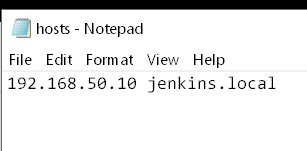 hosts - Notepad
File Edit Format View Help
192.168.50.10 jenkins.local